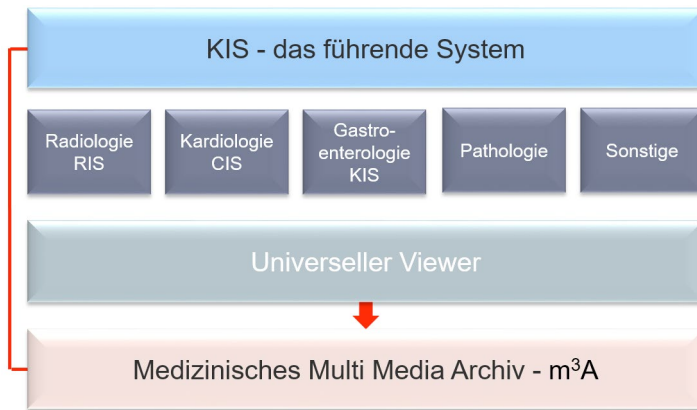 KIS - das führende System
Radiologie
RIS
Kardiologie
CIS
Gastro-
enterologie
KIS
Pathologie
Sonstige
Universeller Viewer
Medizinisches Multi Media Archiv - m³A